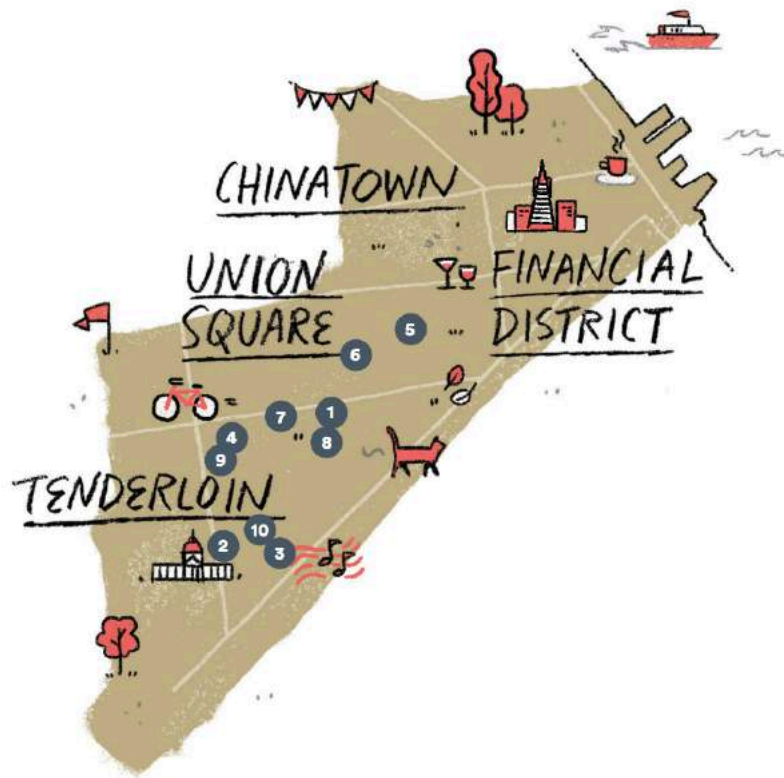 CHINATOWN
UNION
SQUARE
FINANCIAL
DISTRICT
5
6
7
1
4
8
9
TENDERLOIN
10
2
3